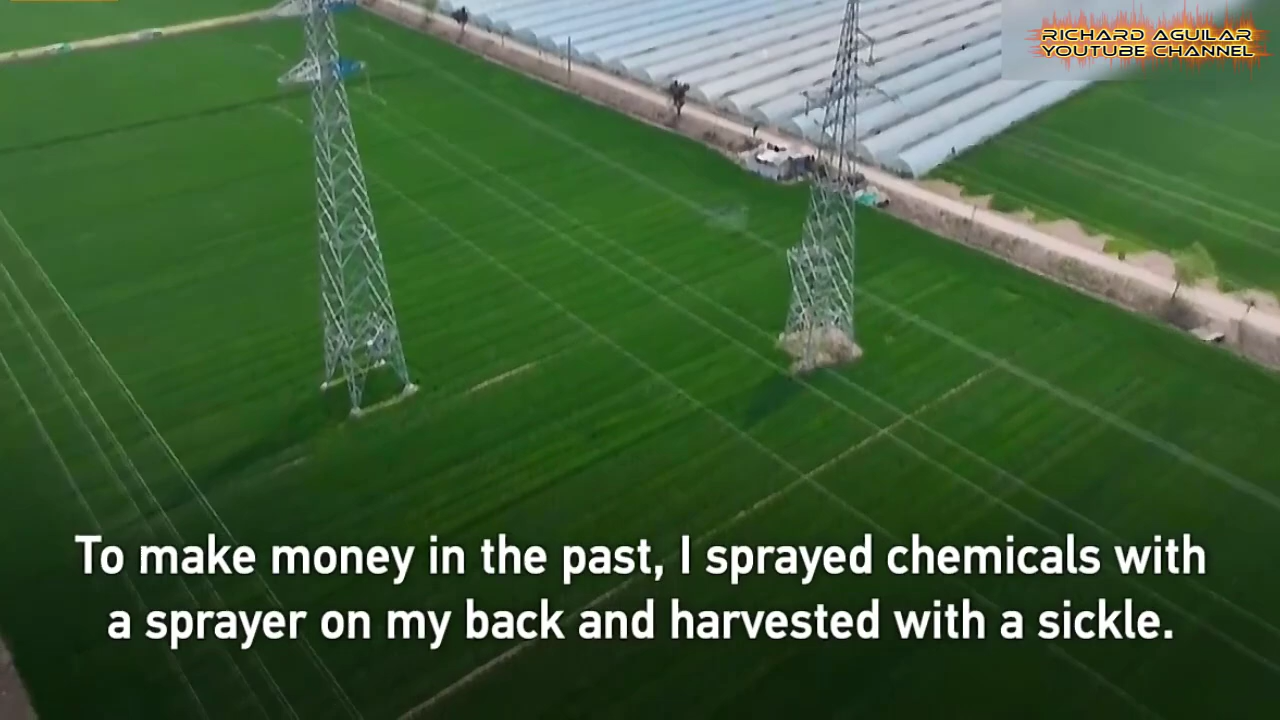 RICHARD AGUILAR
YOUTUBE CHANNEL
To make money in the past, I sprayed chemicals with
a sprayer on my back and harvested with a sickle.